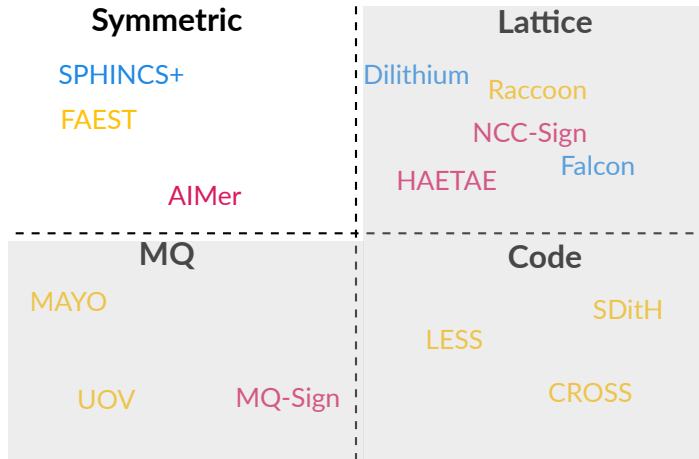 Symmetric
SPHINCS+
FAEST
AIMer
Lattice
Dilithium
Raccoon
NCC-Sign
Falcon
HAETAE
MQ
MAYO
UOV
MQ-Sign
Code
SDitH
LESS
CROSS